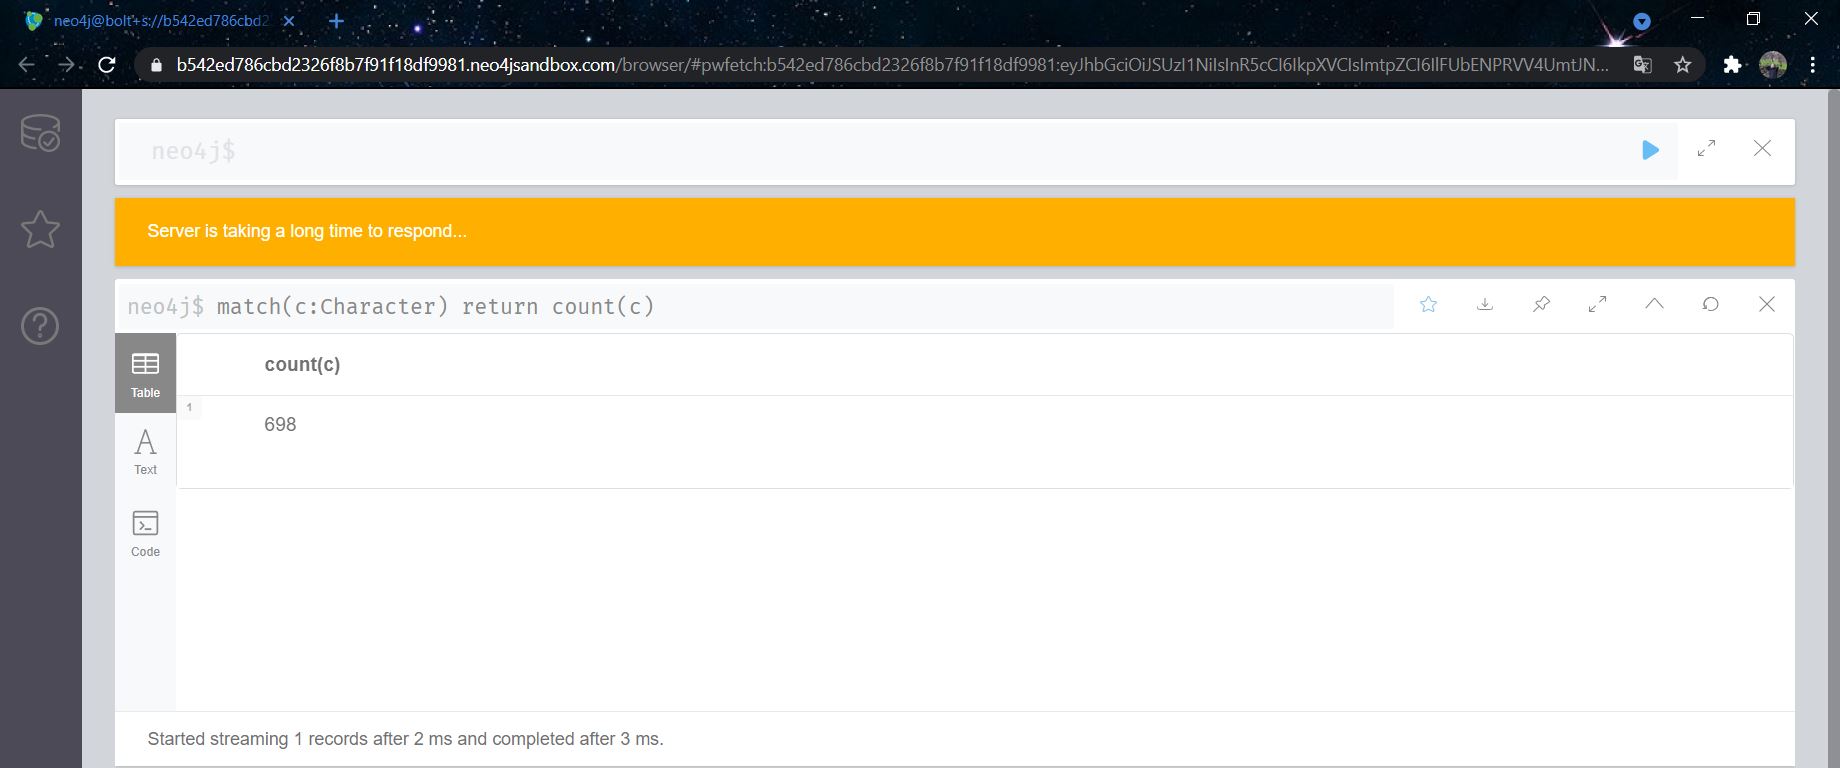 neo4j@bolt+s://b542ed786cbd2
b542ed786cbd2326f8b7f91f18df9981.neo4jsandbox.com/browser/#pwfetch:b542ed786cbd2326f8b7f91f18df9981:eyJhbGciOiJSUzI1NiIsInR5cCI6IkpXVCIsImtpZCI6IlFUbENPRVV4UmtJN...
neo4j$
Server is taking a long time to respond...
neo4j$ match(c:Character) return count(c)
Table
count(c)
1
698
A
Text
Code
Started streaming 1 records after 2 ms and completed after 3 ms.